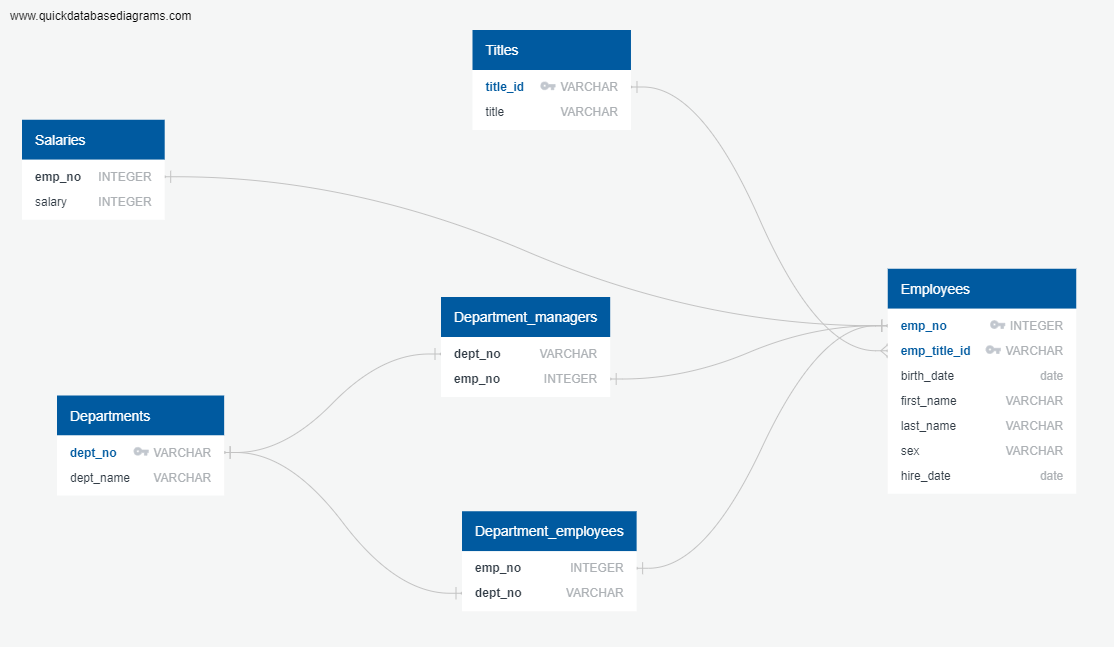 www.quickdatabasediagrams.com
Titles
title_id VARCHAR
title VARCHAR
Salaries
emp_no INTEGER
salary INTEGER
Employees
emp_no INTEGER
emp_title_id VARCHAR
birth_date date
first_name VARCHAR
last_name VARCHAR
sex VARCHAR
hire_date date
Department_managers
dept_no VARCHAR
emp_no INTEGER
Departments
dept_no VARCHAR
dept_name VARCHAR
Department_employees
emp_no INTEGER
dept_no VARCHAR